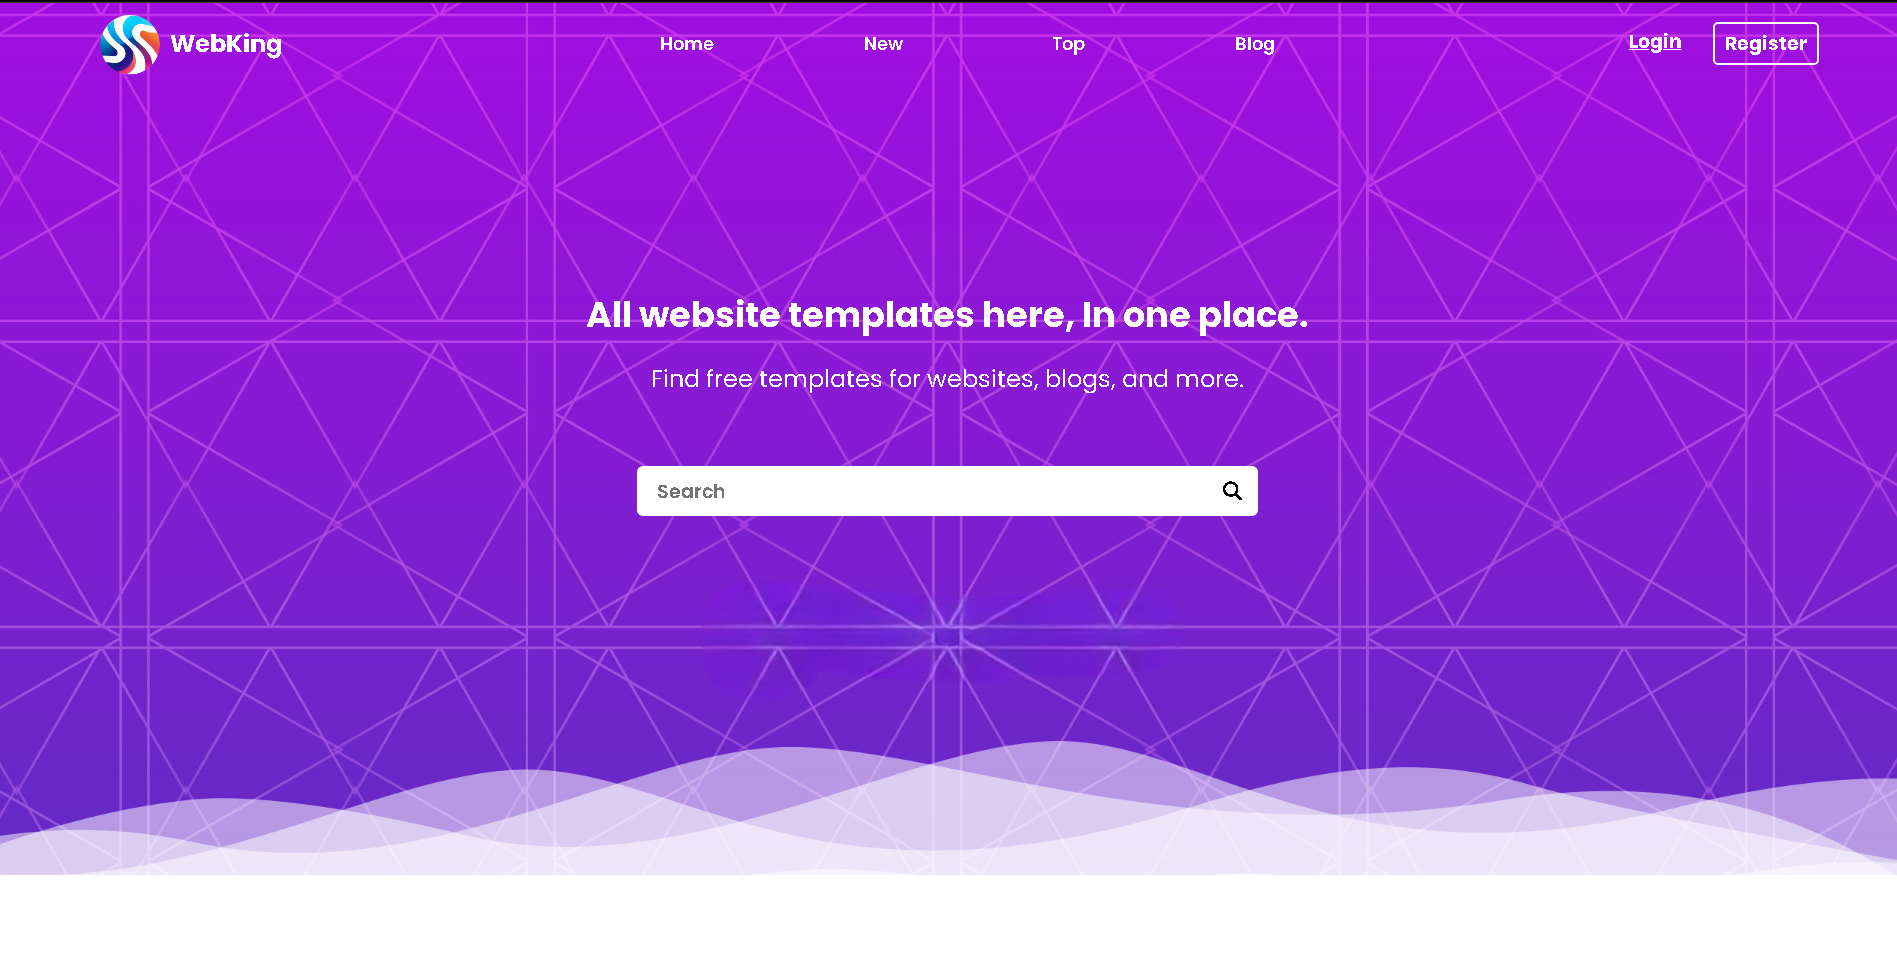 WebKing
Home New Top Blog
Login Register
All website templates here, In one place.
Find free templates for websites, blogs, and more.
Search